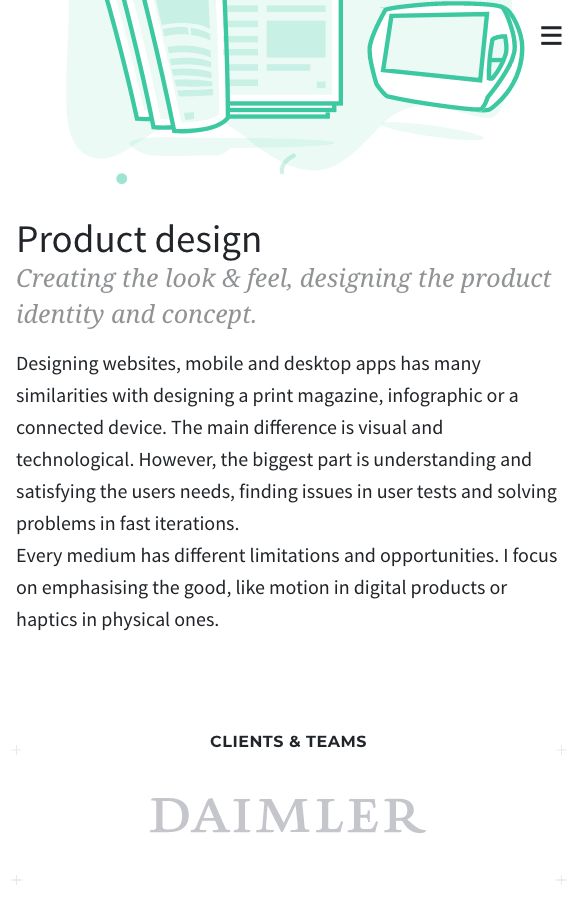 Product design
Creating the look & feel, designing the product
identity and concept.
Designing websites, mobile and desktop apps has many
similarities with designing a print magazine, infographic or a
connected device. The main difference is visual and
technological. However, the biggest part is understanding and
satisfying the users needs, finding issues in user tests and solving
problems in fast iterations.
Every medium has different limitations and opportunities. I focus
on emphasising the good, like motion in digital products or
haptics in physical ones.
CLIENTS & TEAMS
DAIMLER